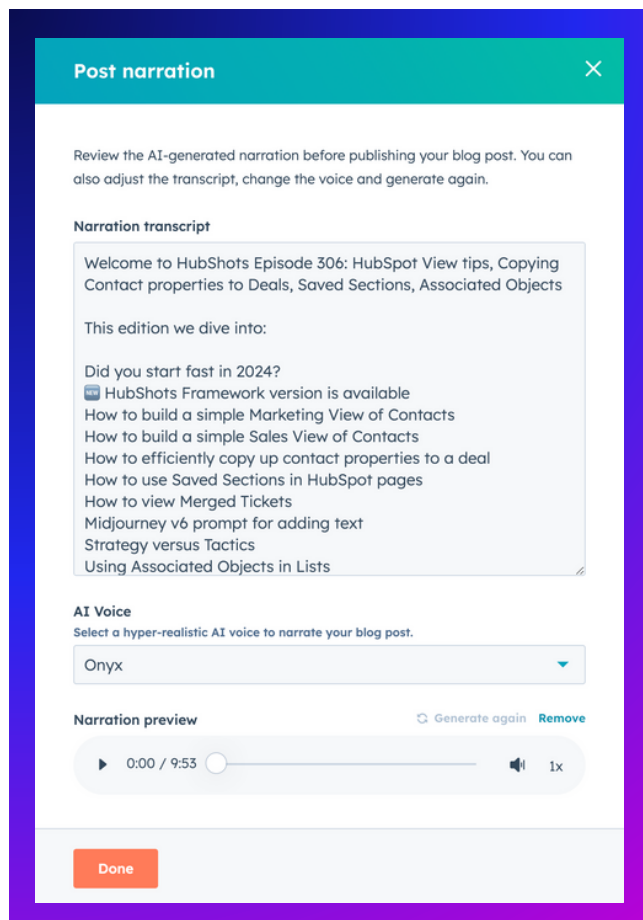 Post narration
Review the AI-generated narration before publishing your blog post. You can
also adjust the transcript, change the voice and generate again.
Narration transcript
Welcome to HubShots Episode 306: HubSpot View tips, Copying
Contact properties to Deals, Saved Sections, Associated Objects
This edition we dive into:
Did you start fast in 2024?
🆕 HubShots Framework version is available
How to build a simple Marketing View of Contacts
How to build a simple Sales View of Contacts
How to efficiently copy up contact properties to a deal
How to use Saved Sections in HubSpot pages
How to view Merged Tickets
Midjourney v6 prompt for adding text
Strategy versus Tactics
Using Associated Objects in Lists
AI Voice
Select a hyper-realistic AI voice to narrate your blog post.
Onyx
Narration preview Generate again Remove
0:00 / 9:53 1x
Done